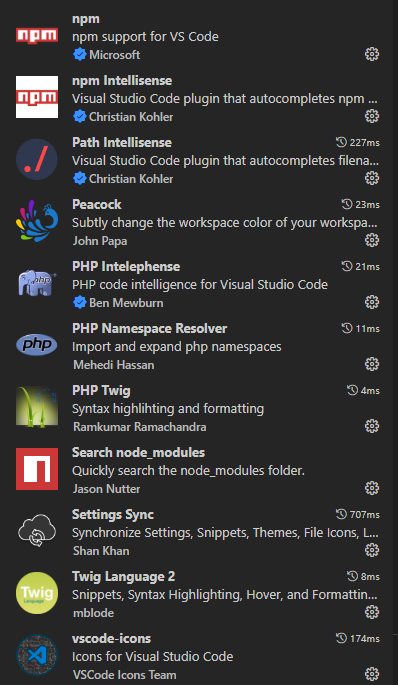 npm
npm support for VS Code
Microsoft
npm Intellisense
Visual Studio Code plugin that autocompletes npm ...
Christian Kohler
Path Intellisense 227ms
Visual Studio Code plugin that autocompletes filena...
Christian Kohler
Peacock 23ms
Subtly change the workspace color of your workspa...
John Papa
PHP Intelephense 21ms
PHP code intelligence for Visual Studio Code
Ben Mewburn
php
PHP Namespace Resolver 11ms
Import and expand php namespaces
Mehedi Hassan
PHP Twig 4ms
Syntax highlihting and formatting
Ramkumar Ramachandra
Search node_modules
Quickly search the node_modules folder.
Jason Nutter
Settings Sync 707ms
Synchronize Settings, Snippets, Themes, File Icons, L...
Shan Khan
Twig Language
Twig Language 2 8ms
Snippets, Syntax Highlighting, Hover, and Formattin...
mblode
vscode-icons 174ms
Icons for Visual Studio Code
VSCode Icons Team